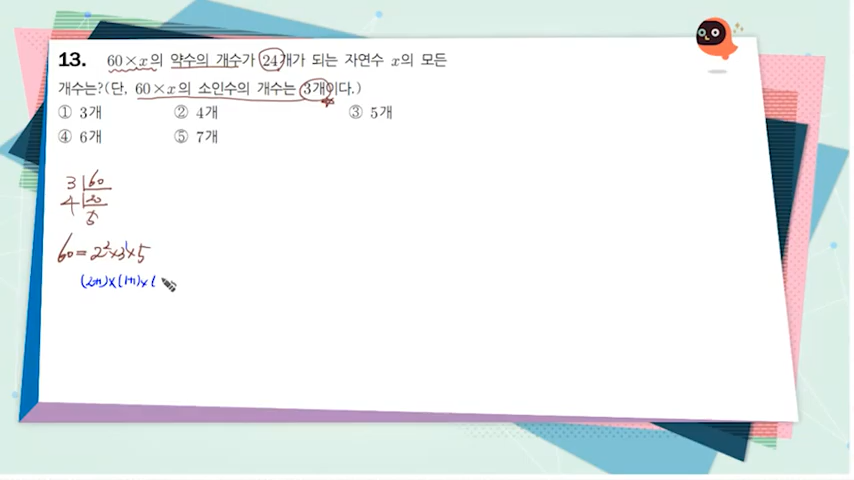 13. 60×x의 약수의 개수가 24개가 되는 자연수 x의 모든
개수는?(단, 60×x의 소인수의 개수는 3개이다.)
① 3개 ② 4개 ③ 5개
④ 6개 ⑤ 7개
3 60
4 20
5
60=2²×3¹×5
(2+1)×(1+1)×(